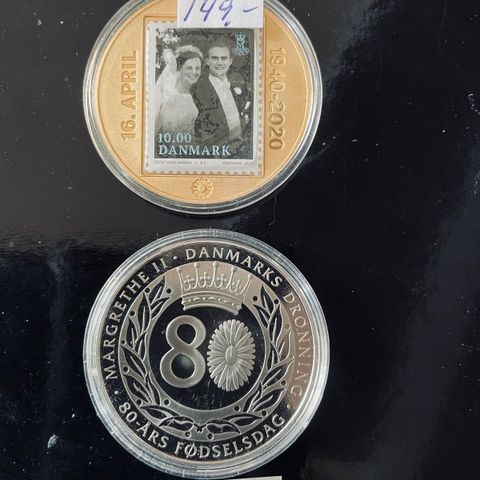 149,-
16. APRIL
1940-2020
10.00
DANMARK
MARGRETHE II · DANMARKS DRONNING
80
80-ÅRS FØDSELSDAG